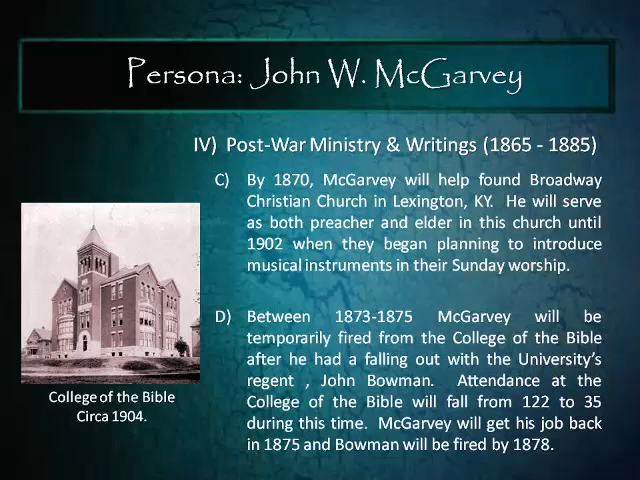 Persona: John W. McGarvey
IV) Post-War Ministry & Writings (1865 - 1885)
C) By 1870, McGarvey will help found Broadway
Christian Church in Lexington, KY. He will serve
as both preacher and elder in this church until
1902 when they began planning to introduce
musical instruments in their Sunday worship.
D) Between 1873-1875 McGarvey will be
temporarily fired from the College of the Bible
after he had a falling out with the University's
regent , John Bowman. Attendance at the
College of the Bible will fall from 122 to 35
during this time. McGarvey will get his job back
in 1875 and Bowman will be fired by 1878.
College of the Bible
Circa 1904.